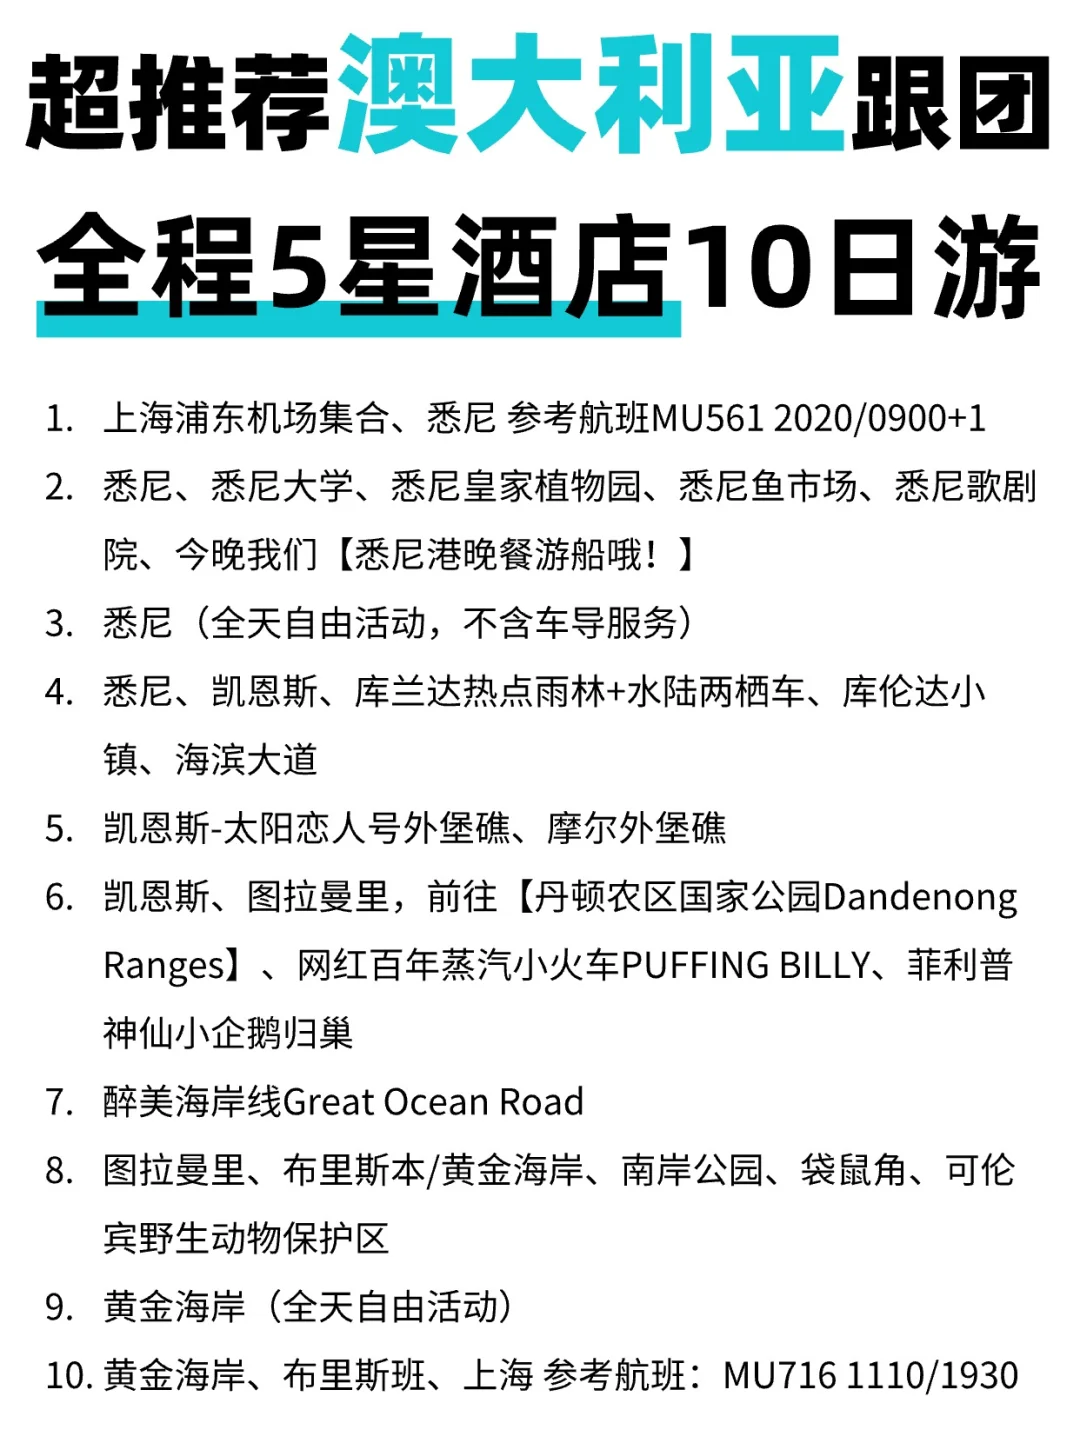 超推荐澳大利亚跟团
全程5星酒店10日游
1. 上海浦东机场集合、悉尼 参考航班MU561 2020/0900+1
2. 悉尼、悉尼大学、悉尼皇家植物园、悉尼鱼市场、悉尼歌剧
院、今晚我们【悉尼港晚餐游船哦！】
3. 悉尼（全天自由活动，不含车导服务）
4. 悉尼、凯恩斯、库兰达热点雨林+水陆两栖车、库伦达小
镇、海滨大道
5. 凯恩斯-太阳恋人号外堡礁、摩尔外堡礁
6. 凯恩斯、图拉曼里，前往【丹顿农区国家公园Dandenong
Ranges】、网红百年蒸汽小火车PUFFING BILLY、菲利普
神仙小企鹅归巢
7. 醉美海岸线Great Ocean Road
8. 图拉曼里、布里斯本/黄金海岸、南岸公园、袋鼠角、可伦
宾野生动物保护区
9. 黄金海岸（全天自由活动）
10. 黄金海岸、布里斯班、上海 参考航班：MU716 1110/1930